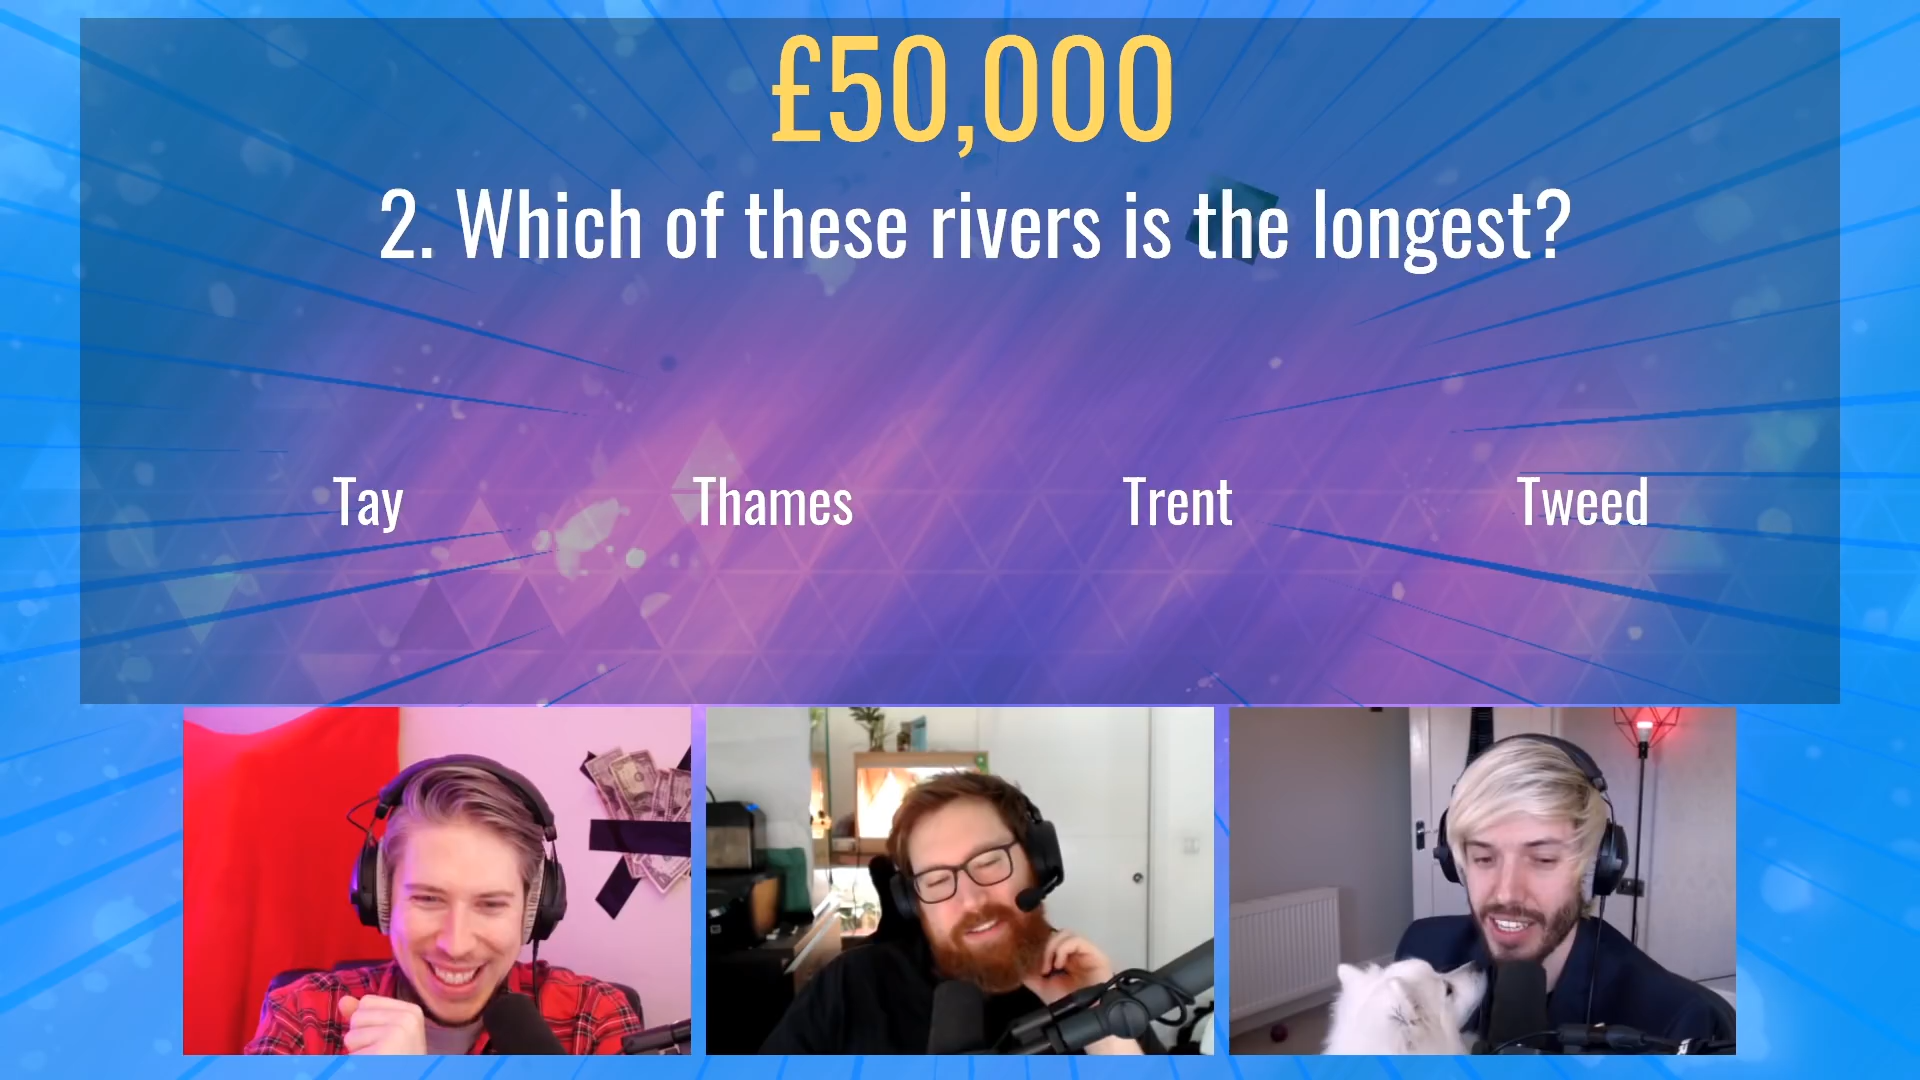 £50,000
2. Which of these rivers is the longest?
Tay
Thames
Trent
Tweed